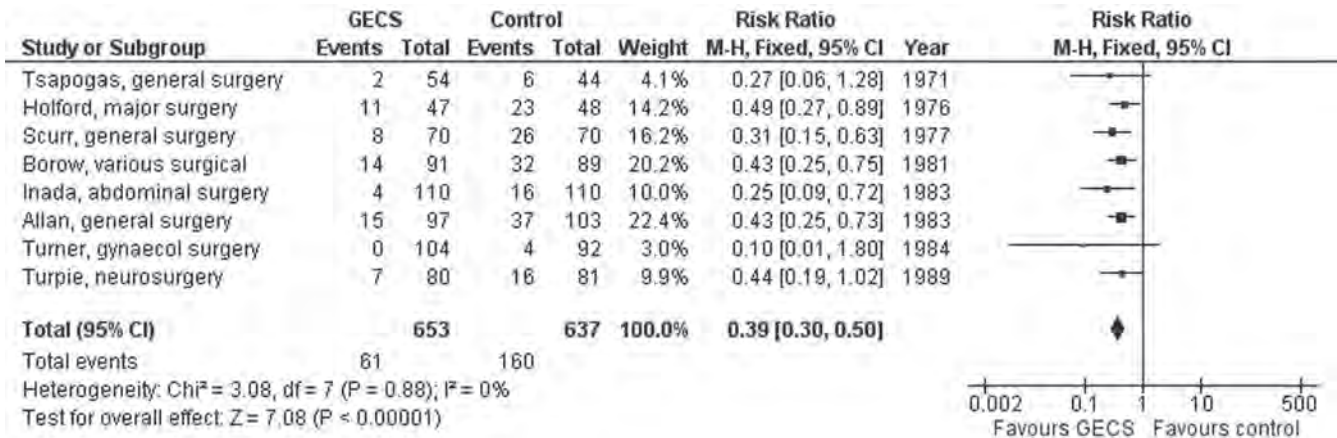 GECS Control Risk Ratio Risk Ratio
Study or Subgroup Events Total Events Total Weight M-H, Fixed, 95% CI Year M-H, Fixed, 95% CI
Tsapogas, general surgery 2 54 6 44 4.1% 0.27 [0.06, 1.28] 1971
Holford, major surgery 11 47 23 48 14.2% 0.49 [0.27, 0.89] 1976
Scurr, general surgery 8 70 26 70 16.2% 0.31 [0.15, 0.63] 1977
Borow, various surgical 14 91 32 89 20.2% 0.43 [0.25, 0.75] 1981
Inada, abdominal surgery 4 110 16 110 10.0% 0.25 [0.09, 0.72] 1983
Allan, general surgery 15 97 37 103 22.4% 0.43 [0.25, 0.73] 1983
Turner, gynaecol surgery 0 104 4 92 3.0% 0.10 [0.01, 1.80] 1984
Turpie, neurosurgery 7 80 16 81 9.9% 0.44 [0.19, 1.02] 1989
Total (95% CI) 653 637 100.0% 0.39 [0.30, 0.50]
Total events 61 160
Heterogeneity: Chi² = 3.08, df = 7 (P = 0.88); I² = 0%
Test for overall effect: Z = 7.08 (P < 0.00001)
0.002 0.1 1 10 500
Favours GECS Favours control